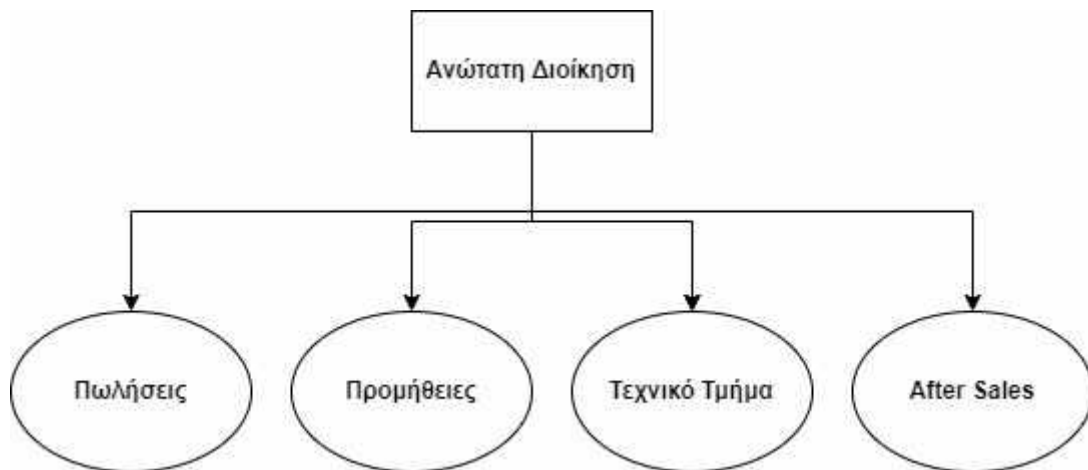 Ανώτατη Διοίκηση
Πωλήσεις
Προμήθειες
Τεχνικό Τμήμα
After Sales